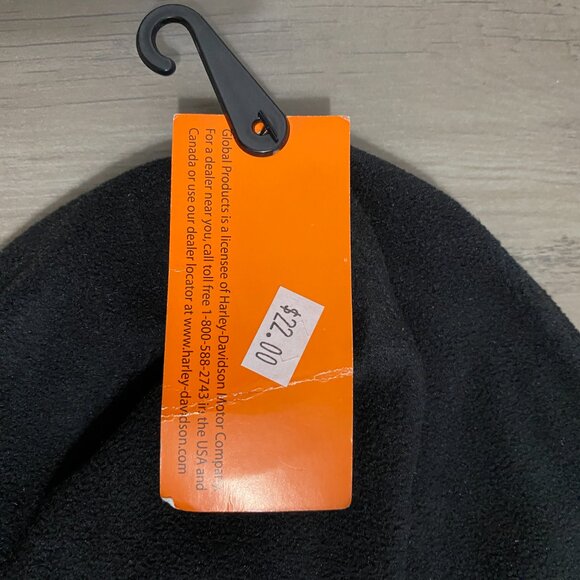 Global Products is a licensee of Harley-Davidson Motor Company.
For a dealer near you, call toll free 1-800-588-2743 in the USA and
Canada or use our dealer locator at www.harley-davidson.com
$22.00